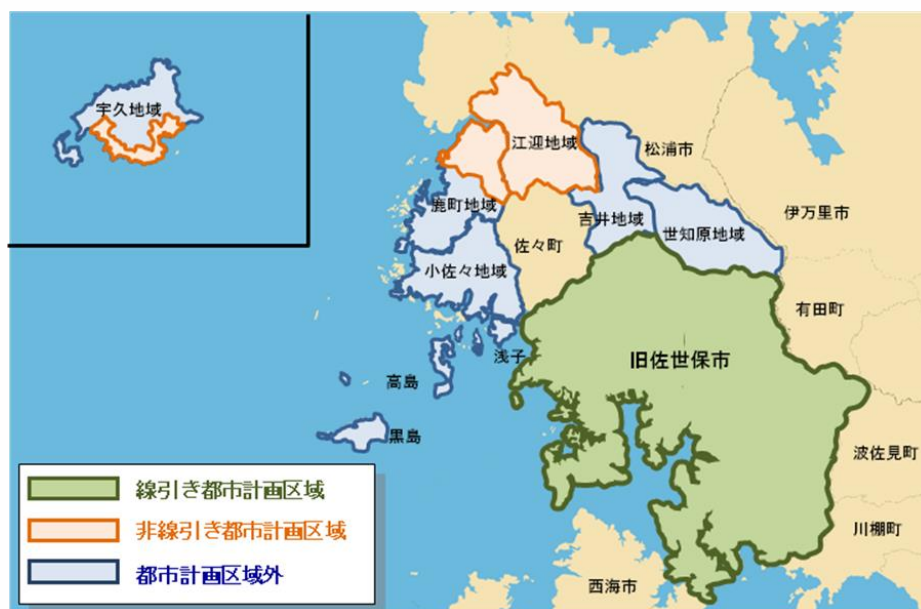 宇久地域
江迎地域
松浦市
鹿町地域
吉井地域
伊万里市
佐々町
世知原地域
小佐々地域
有田町
浅子
旧佐世保市
高島
黒島
波佐見町
川棚町
西海市
線引き都市計画区域
非線引き都市計画区域
都市計画区域外